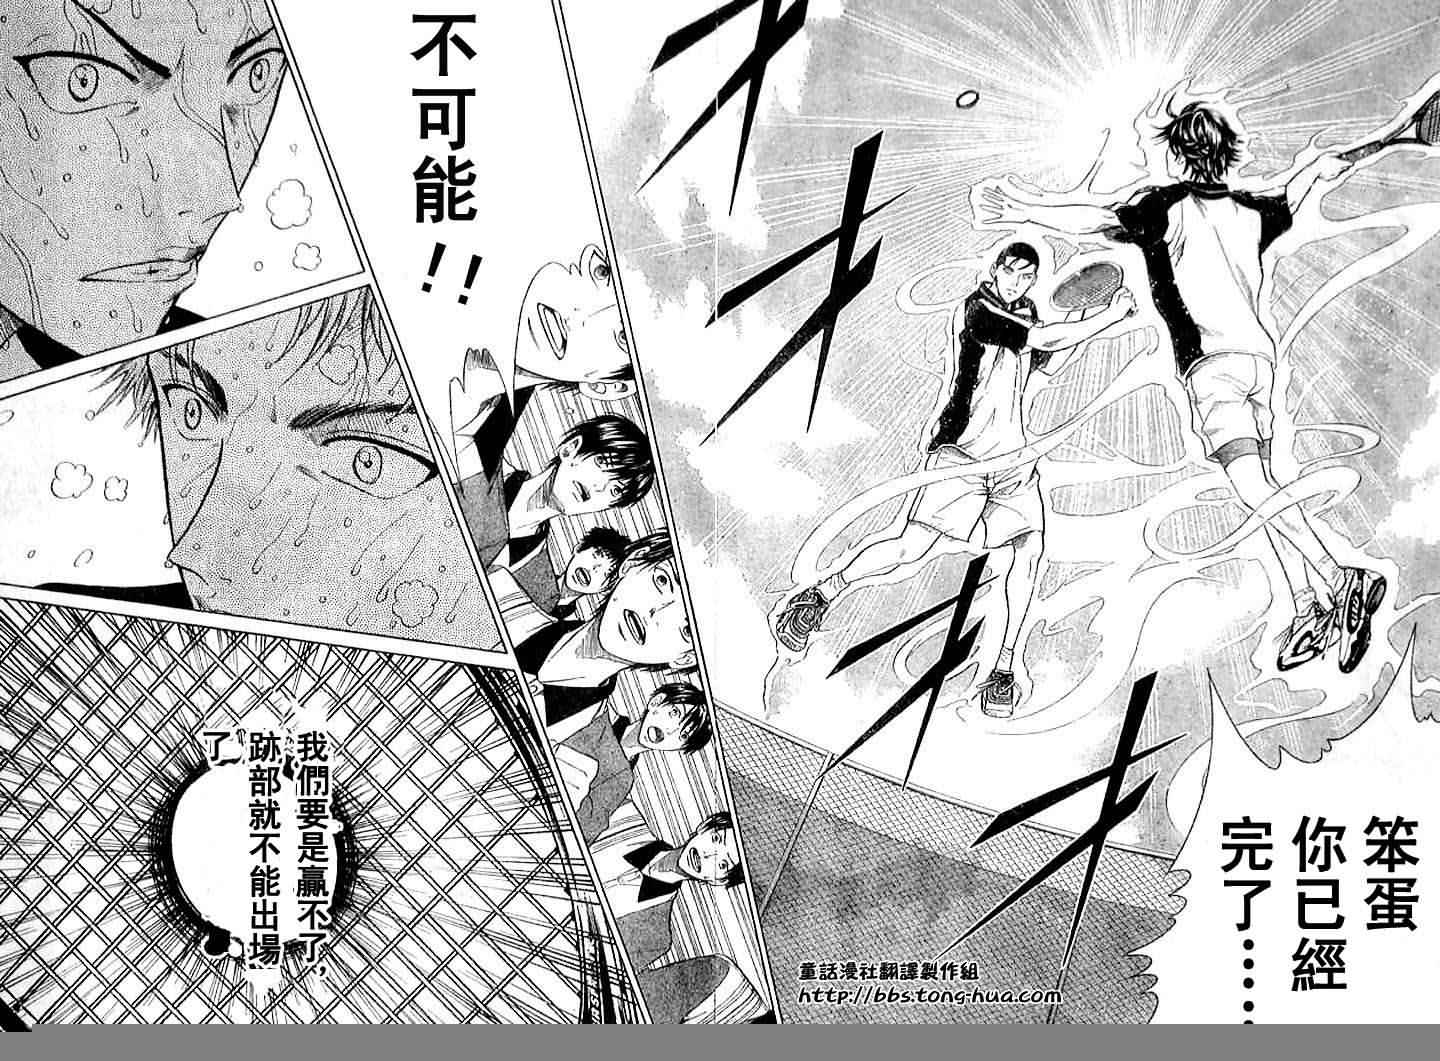 笨蛋
你已經
完了……
不可能!!
我們要是贏不了,
跡部就不能出場
了
童話漫社翻譯製作組
http://bbs.tong-hua.com